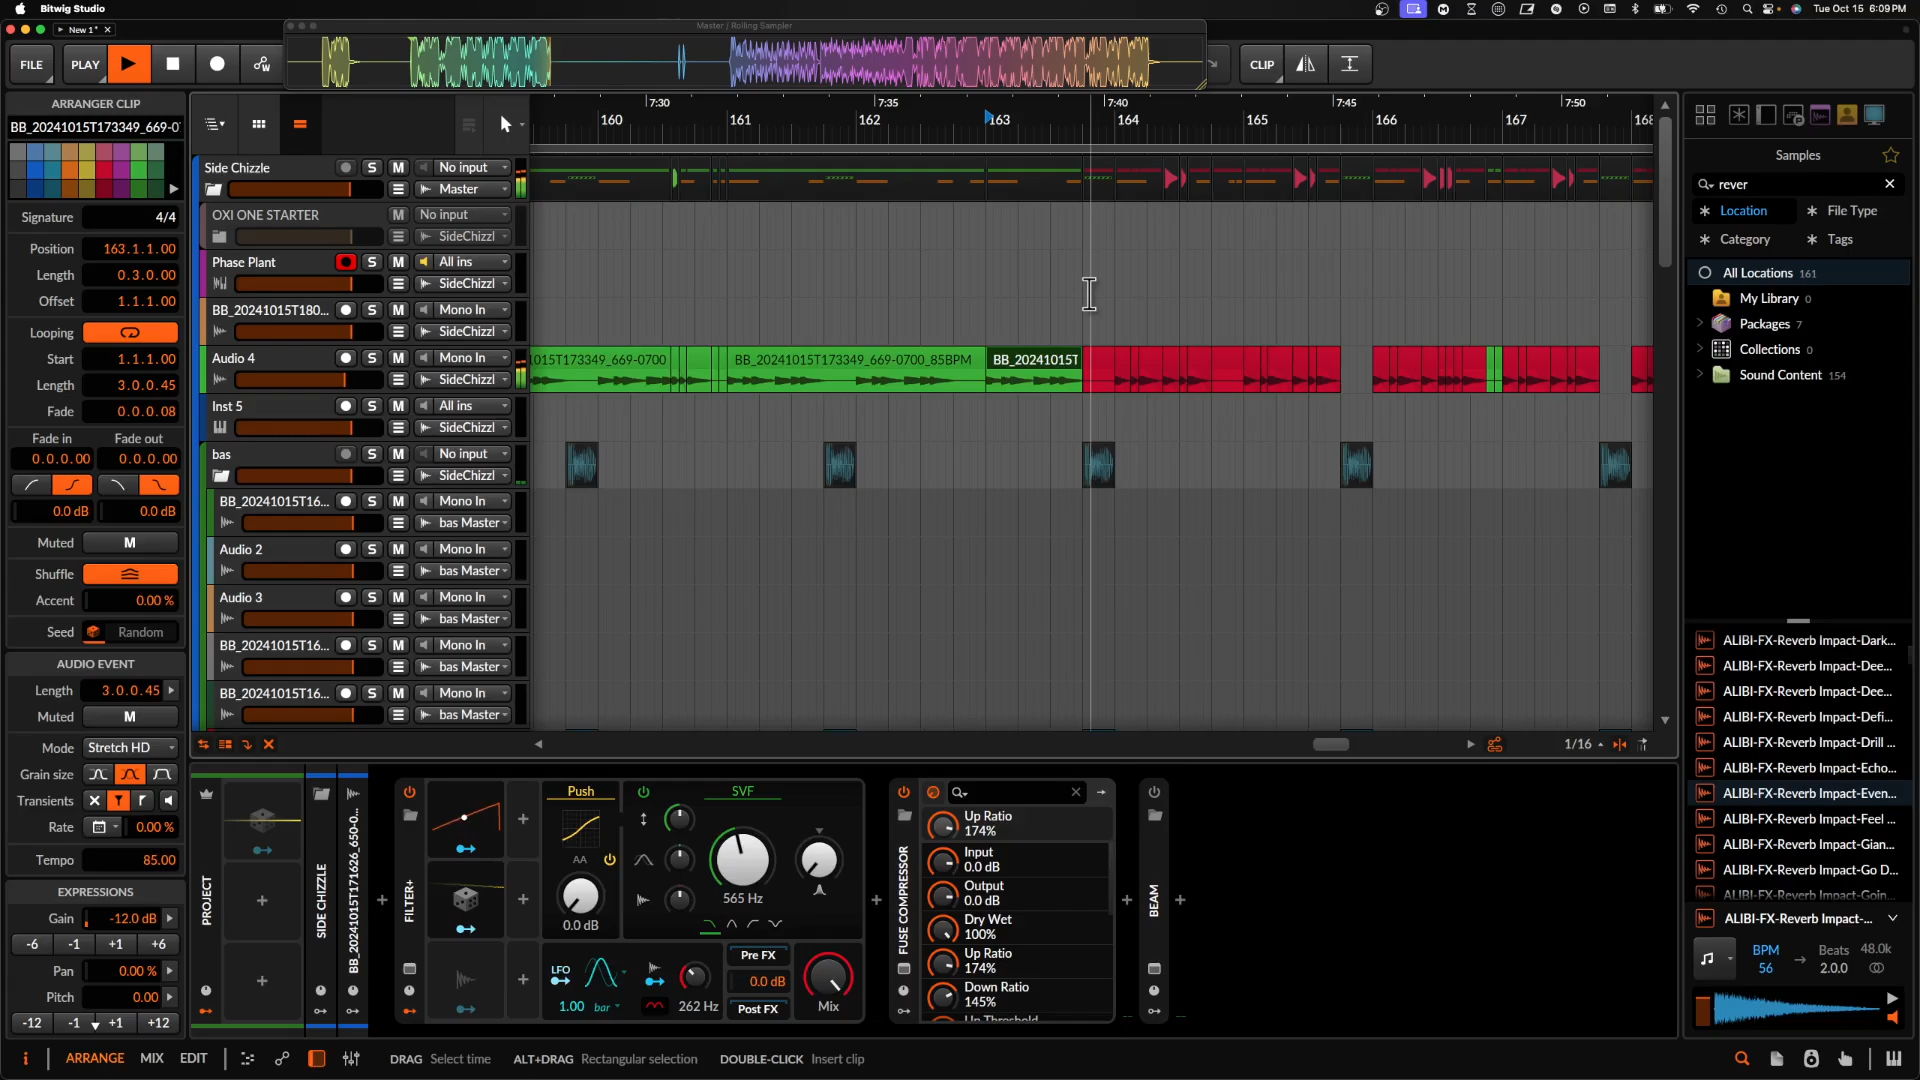 Bitwig Studio
Tue Oct 15 6:09 PM
New 1*
Master / Rolling Sampler
FILE
PLAY
CLIP
ARRANGER CLIP
BB_20241015T173349_669-0
Signature 4/4
Position 163.1.1.00
Length 0.3.0.00
Offset 1.1.1.00
Looping
Start 1.1.1.00
Length 3.0.0.45
Fade 0.0.0.08
Fade in Fade out
0.0.0.00 0.0.0.00
0.0 dB 0.0 dB
Muted M
Shuffle
Accent 0.00 %
Seed Random
AUDIO EVENT
Length 3.0.0.45
Muted M
Mode Stretch HD
Grain size
Transients
Rate 0.00 %
Tempo 85.00
EXPRESSIONS
Gain -12.0 dB
-6 -1 +1 +6
Pan 0.00 %
Pitch 0.00
-12 -1 +1 +12
7:30 7:35 7:40 7:45 7:50
160 161 162 163 164 165 166 167 168
Side Chizzle S M No input
Master
OXI ONE STARTER M No input
SideChizzl
Phase Plant S M All ins
SideChizzl
BB_20241015T180... S M Mono In
SideChizzl
Audio 4 S M Mono In
SideChizzl
1015T173349_669-0700
BB_20241015T173349_669-0700_85BPM
BB_20241015T
Inst 5 S M All ins
SideChizzl
bas S M No input
SideChizzl
BB_20241015T16... S M Mono In
bas Master
Audio 2 S M Mono In
bas Master
Audio 3 S M Mono In
bas Master
BB_20241015T16... S M Mono In
bas Master
BB_20241015T16... S M Mono In
bas Master
1/16
Samples
rever
Location File Type
Category Tags
All Locations 161
My Library 0
Packages 7
Collections 0
Sound Content 154
ALIBI-FX-Reverb Impact-Dark...
ALIBI-FX-Reverb Impact-Dee...
ALIBI-FX-Reverb Impact-Dee...
ALIBI-FX-Reverb Impact-Defi...
ALIBI-FX-Reverb Impact-Drill ...
ALIBI-FX-Reverb Impact-Echo...
ALIBI-FX-Reverb Impact-Even...
ALIBI-FX-Reverb Impact-Feel ...
ALIBI-FX-Reverb Impact-Gian...
ALIBI-FX-Reverb Impact-Go D...
ALIBI-FX-Reverb Impact-Goin...
ALIBI-FX-Reverb Impact-...
BPM Beats 48.0k
56 2.0.0
PROJECT
SIDE CHIZZLE
BB_20241015T171626_650-0...
FILTER+
Push
AA
0.0 dB
SVF
565 Hz
LFO
1.00 bar
262 Hz
Pre FX
0.0 dB
Post FX
Mix
FUSE COMPRESSOR
Up Ratio
174%
Input
0.0 dB
Output
0.0 dB
Dry Wet
100%
Up Ratio
174%
Down Ratio
145%
Up Threshold
BEAM
ARRANGE MIX EDIT
DRAG Select time ALT+DRAG Rectangular selection DOUBLE-CLICK Insert clip